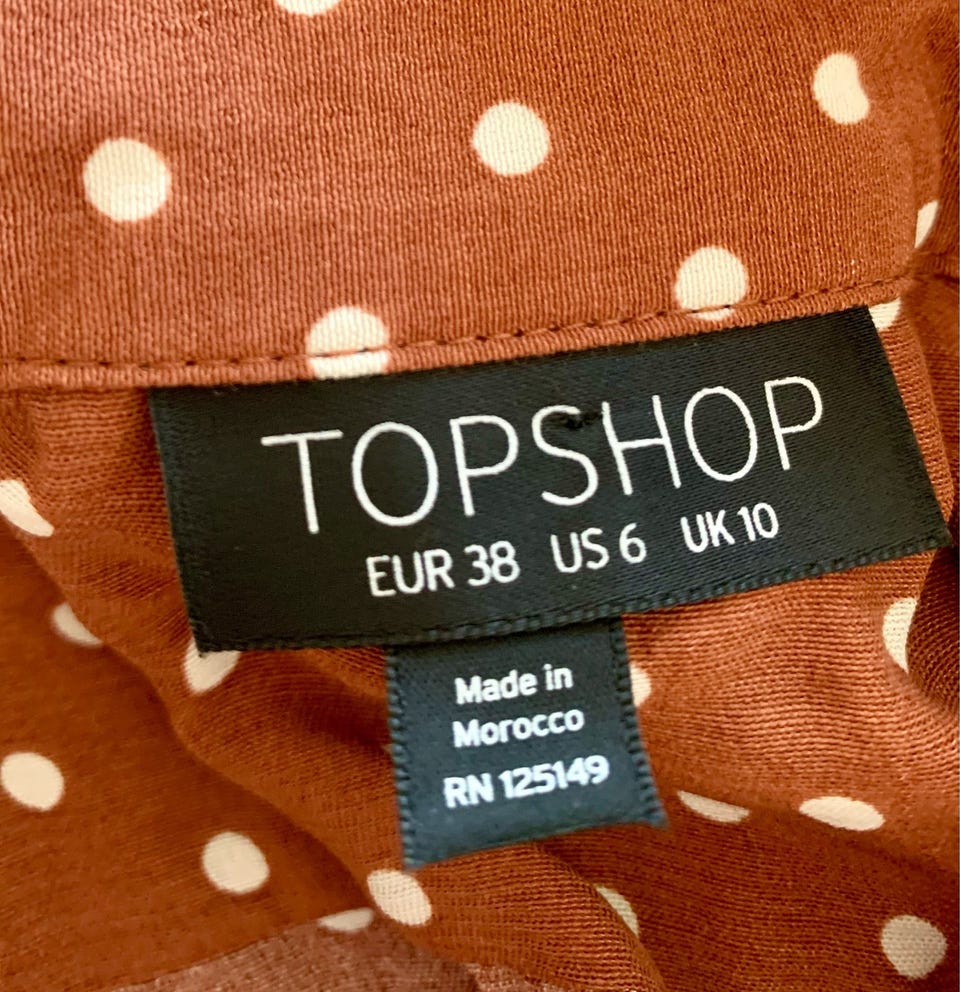 TOPSHOP
EUR 38 US 6 UK 10
Made in
Morocco
RN 125149